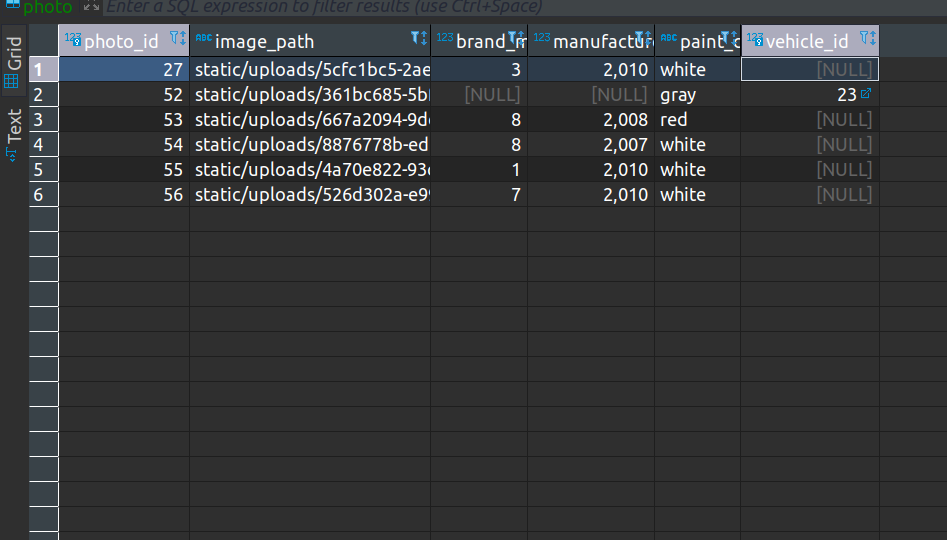 photo Enter a SQL expression to filter results (use Ctrl+Space)
Grid
Text
123 photo_id ABC image_path 123 brand_ 123 manufacture 123 ABC paint_ 123 vehicle_id
1 27 static/uploads/5cfc1bc5-2ae 3 2,010 white [NULL]
2 52 static/uploads/361bc685-5b [NULL] [NULL] gray 23
3 53 static/uploads/667a2094-9d 8 2,008 red [NULL]
4 54 static/uploads/8876778b-ed 8 2,007 white [NULL]
5 55 static/uploads/4a70e822-93 1 2,010 white [NULL]
6 56 static/uploads/526d302a-e9 7 2,010 white [NULL]